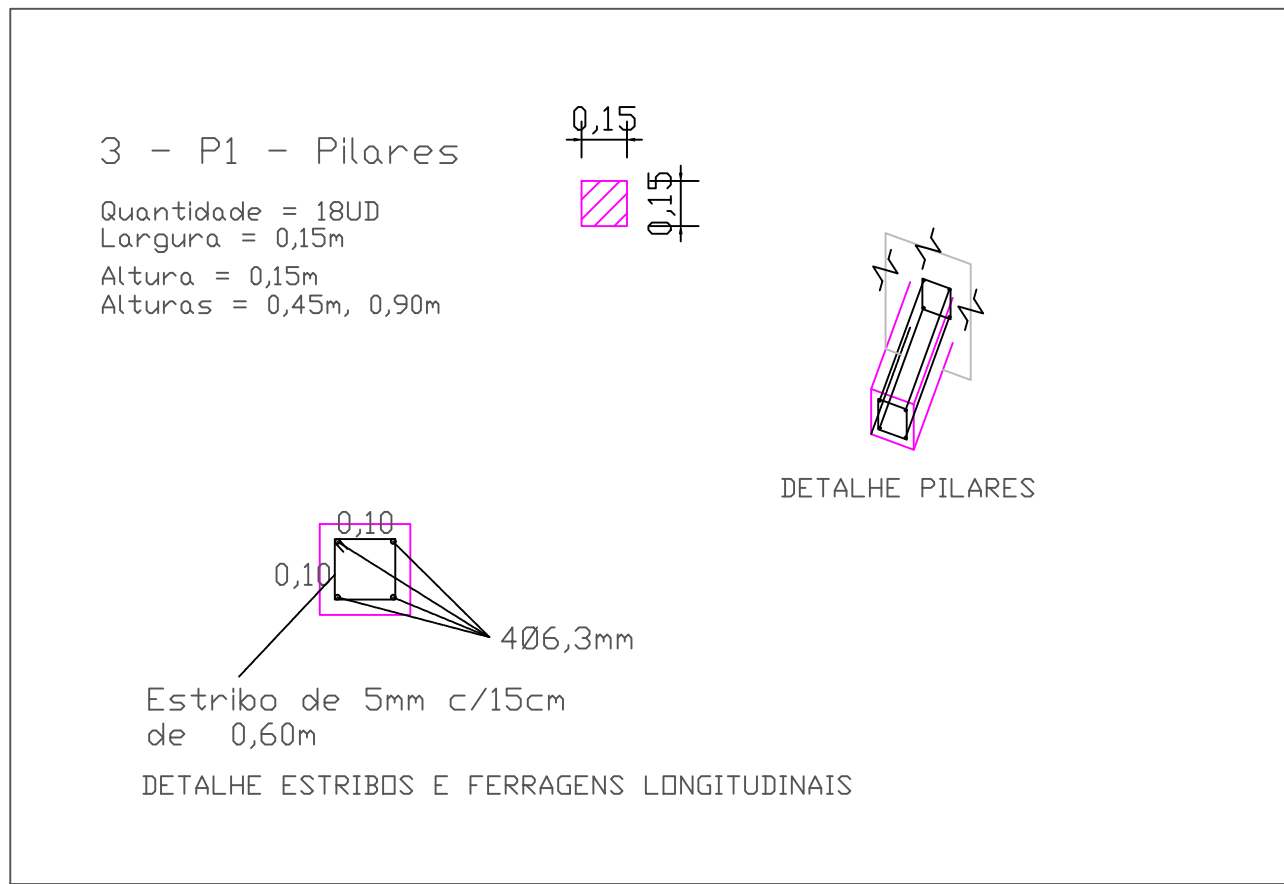 3 - P1 - Pilares
Quantidade = 18UD
Largura = 0,15m
Altura = 0,15m
Alturas = 0,45m, 0,90m
0,15
0,15
DETALHE PILARES
0,10
0,10
4Ø6,3mm
Estribo de 5mm c/15cm
de 0,60m
DETALHE ESTRIBOS E FERRAGENS LONGITUDINAIS